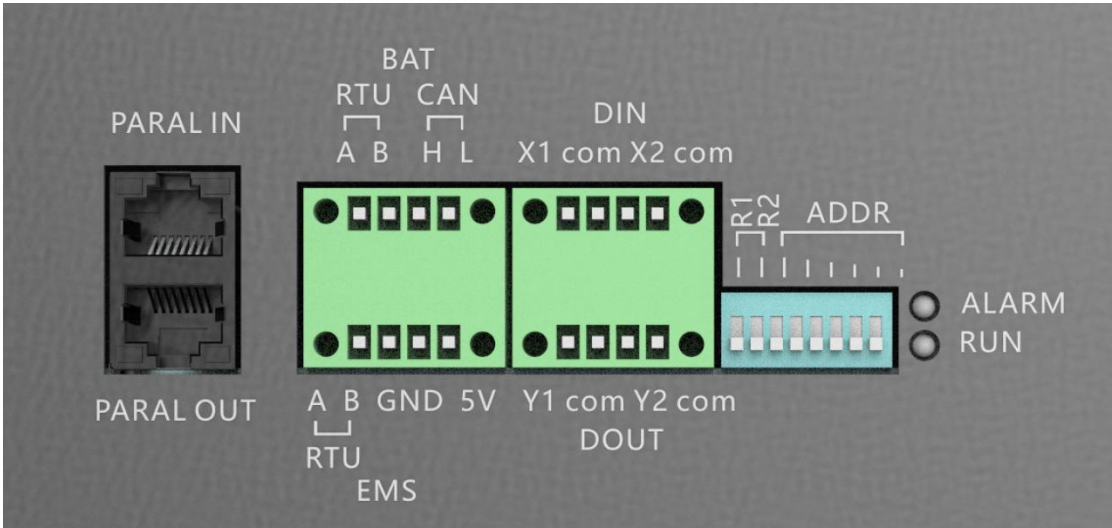 PARAL IN
BAT
RTU CAN
A B H L
DIN
X1 com X2 com
R1 R2 ADDR
ALARM
RUN
PARAL OUT
A B GND 5V
RTU
EMS
Y1 com Y2 com
DOUT